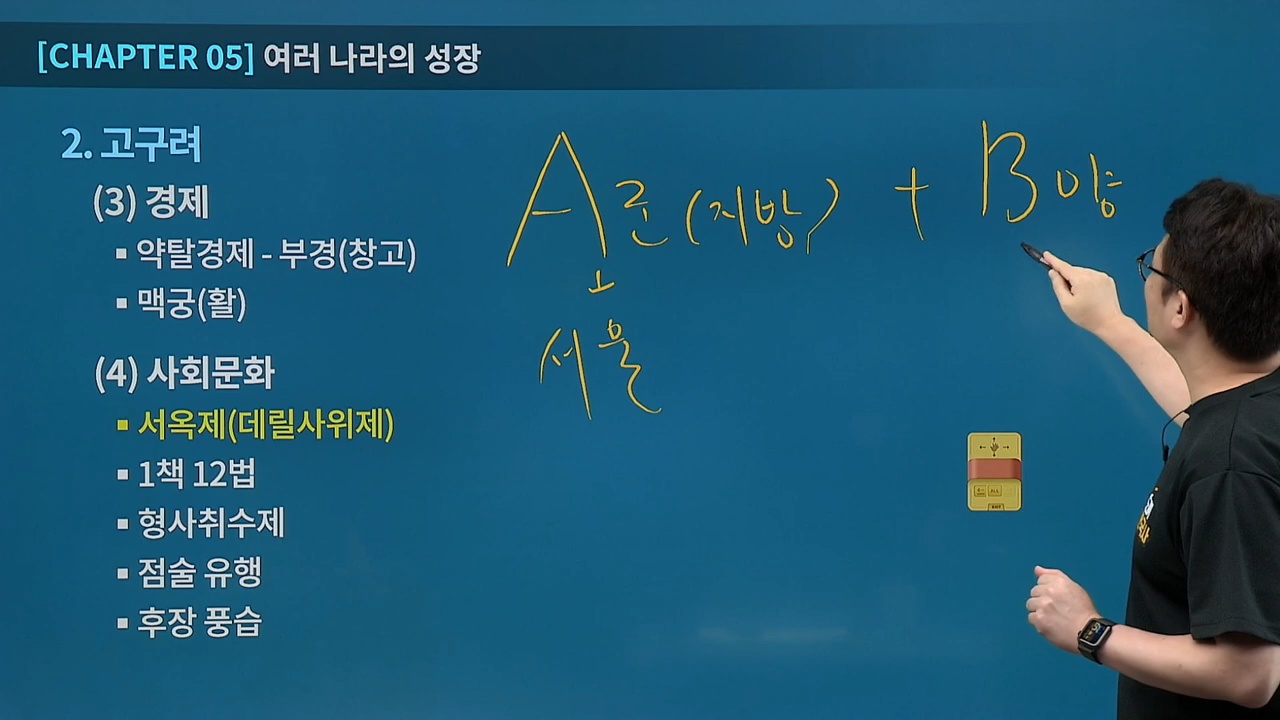 [CHAPTER 05] 여러 나라의 성장
2. 고구려
(3) 경제
▪ 약탈경제 - 부경(창고)
▪ 맥궁(활)
(4) 사회문화
▪ 서옥제(데릴사위제)
▪ 1책 12법
▪ 형사취수제
▪ 점술 유행
▪ 후장 풍습
A군(지방) + B양
서울